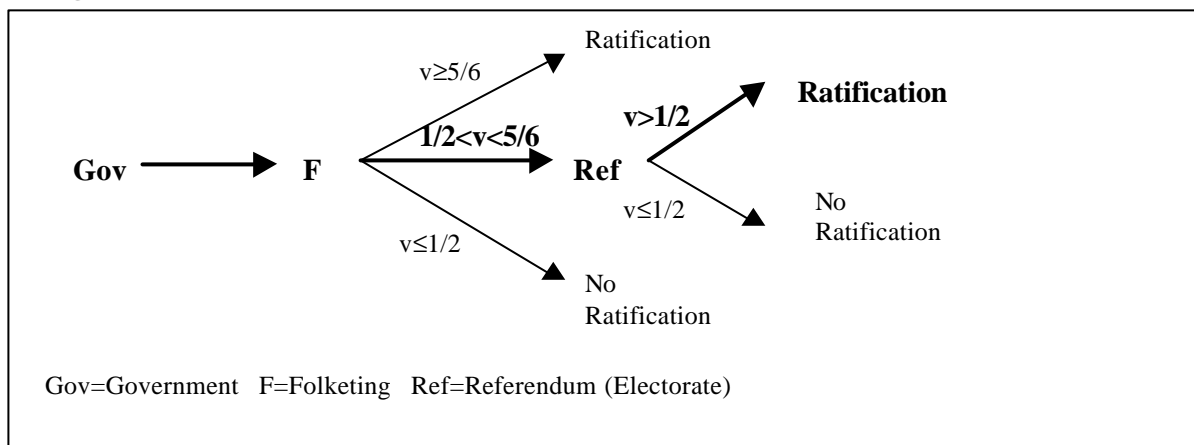 Ratification
v≥5/6
Ratification
v>1/2
1/2<v<5/6
Gov
F
Ref
v≤1/2
No
Ratification
v≤1/2
No
Ratification
Gov=Government F=Folketing Ref=Referendum (Electorate)